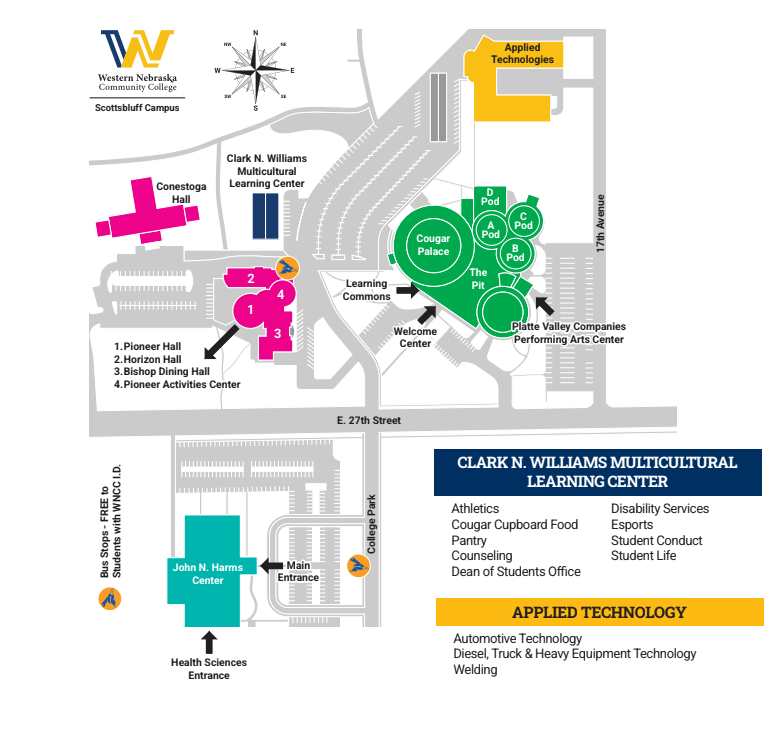 Western Nebraska
Community College
Scottsbluff Campus
N
NW
NE
W
E
SW
SE
S
Applied
Technologies
Clark N. Williams
Multicultural
Learning Center
Conestoga
Hall
D
Pod
C
Pod
A
Pod
B
Pod
Cougar
Palace
The
Pit
17th Avenue
Learning
Commons
Welcome
Center
Platte Valley Companies
Performing Arts Center
2
4
1
3
1.Pioneer Hall
2.Horizon Hall
3.Bishop Dining Hall
4.Pioneer Activities Center
E. 27th Street
College Park
Bus Stops - FREE to
Students with WNCC I.D.
John N. Harms
Center
Main
Entrance
Health Sciences
Entrance
CLARK N. WILLIAMS MULTICULTURAL
LEARNING CENTER
Athletics
Cougar Cupboard Food
Pantry
Counseling
Dean of Students Office
Disability Services
Esports
Student Conduct
Student Life
APPLIED TECHNOLOGY
Automotive Technology
Diesel, Truck & Heavy Equipment Technology
Welding